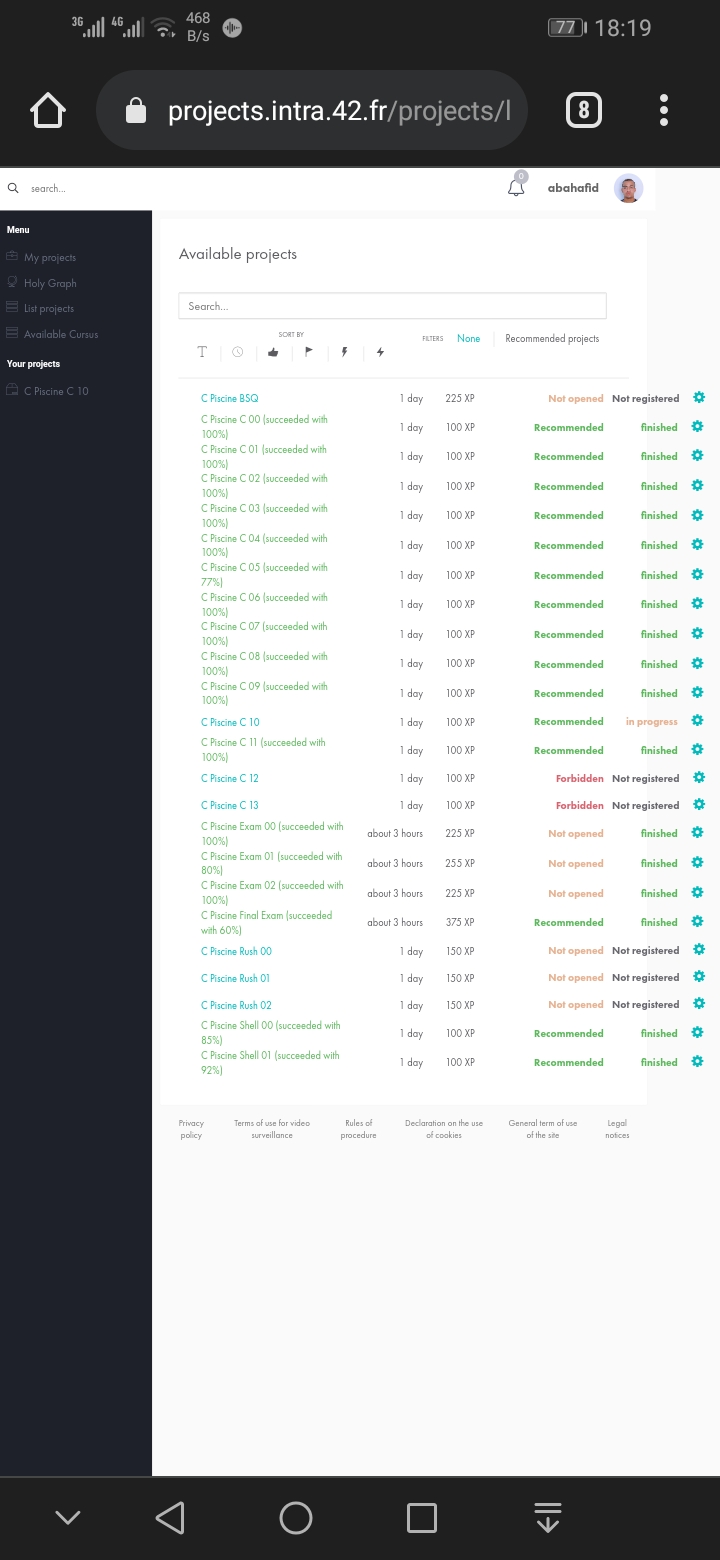 3G 4G 468 B/s 77 18:19
projects.intra.42.fr/projects/l 8
search... 0 abahafid
Menu
My projects
Holy Graph
List projects
Available Cursus
Your projects
C Piscine C 10
Available projects
Search...
SORT BY FILTERS None Recommended projects
C Piscine BSQ 1 day 225 XP Not opened Not registered
C Piscine C 00 (succeeded with
100%) 1 day 100 XP Recommended finished
C Piscine C 01 (succeeded with
100%) 1 day 100 XP Recommended finished
C Piscine C 02 (succeeded with
100%) 1 day 100 XP Recommended finished
C Piscine C 03 (succeeded with
100%) 1 day 100 XP Recommended finished
C Piscine C 04 (succeeded with
100%) 1 day 100 XP Recommended finished
C Piscine C 05 (succeeded with
77%) 1 day 100 XP Recommended finished
C Piscine C 06 (succeeded with
100%) 1 day 100 XP Recommended finished
C Piscine C 07 (succeeded with
100%) 1 day 100 XP Recommended finished
C Piscine C 08 (succeeded with
100%) 1 day 100 XP Recommended finished
C Piscine C 09 (succeeded with
100%) 1 day 100 XP Recommended finished
C Piscine C 10 1 day 100 XP Recommended in progress
C Piscine C 11 (succeeded with
100%) 1 day 100 XP Recommended finished
C Piscine C 12 1 day 100 XP Forbidden Not registered
C Piscine C 13 1 day 100 XP Forbidden Not registered
C Piscine Exam 00 (succeeded with
100%) about 3 hours 225 XP Not opened finished
C Piscine Exam 01 (succeeded with
80%) about 3 hours 255 XP Not opened finished
C Piscine Exam 02 (succeeded with
100%) about 3 hours 225 XP Not opened finished
C Piscine Final Exam (succeeded
with 60%) about 3 hours 375 XP Recommended finished
C Piscine Rush 00 1 day 150 XP Not opened Not registered
C Piscine Rush 01 1 day 150 XP Not opened Not registered
C Piscine Rush 02 1 day 150 XP Not opened Not registered
C Piscine Shell 00 (succeeded with
85%) 1 day 100 XP Recommended finished
C Piscine Shell 01 (succeeded with
92%) 1 day 100 XP Recommended finished
Privacy Terms of use for video Rules of Declaration on the use General term of use Legal
policy surveillance procedure of cookies of the site notices